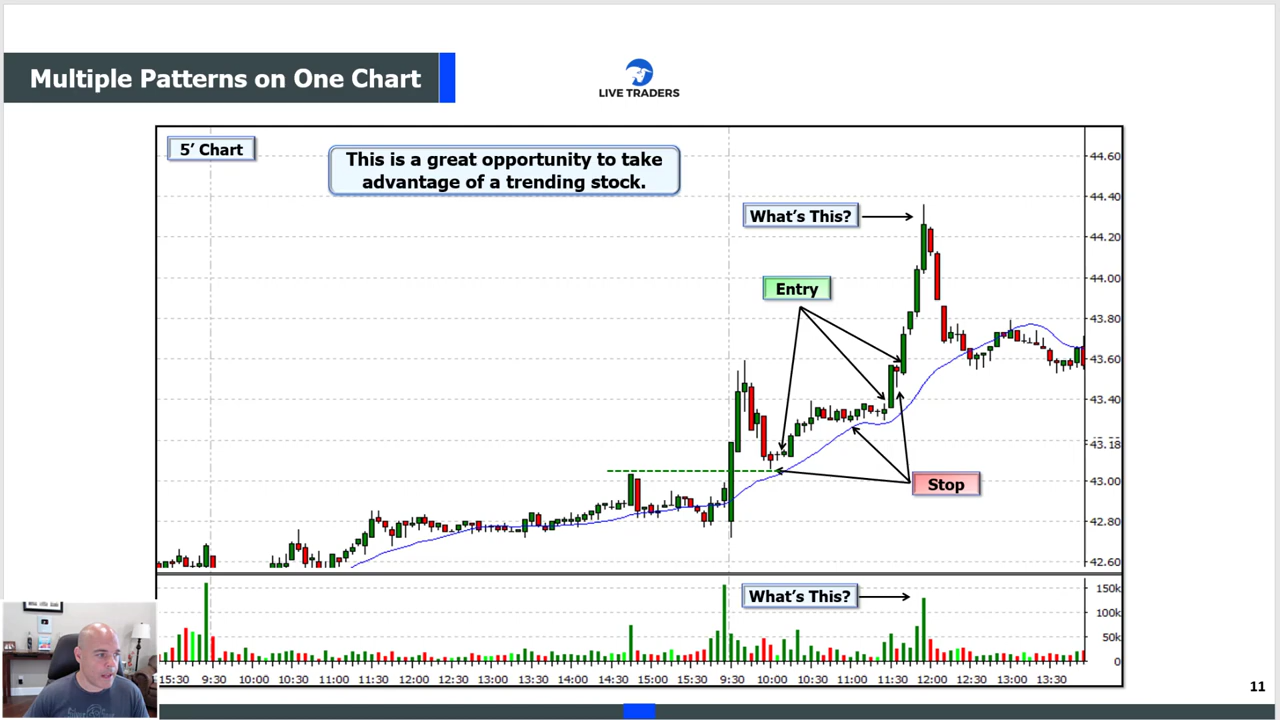 Multiple Patterns on One Chart
LIVE TRADERS
5’ Chart
This is a great opportunity to take
advantage of a trending stock.
What’s This?
Entry
Stop
44.60
44.40
44.20
44.00
43.80
43.60
43.40
43.18
43.00
42.80
42.60
What’s This?
150k
100k
50k
0
15:30 9:30 10:00 10:30 11:00 11:30 12:00 12:30 13:00 13:30 14:00 14:30 15:00 15:30 9:30 10:00 10:30 11:00 11:30 12:00 12:30 13:00 13:30
11